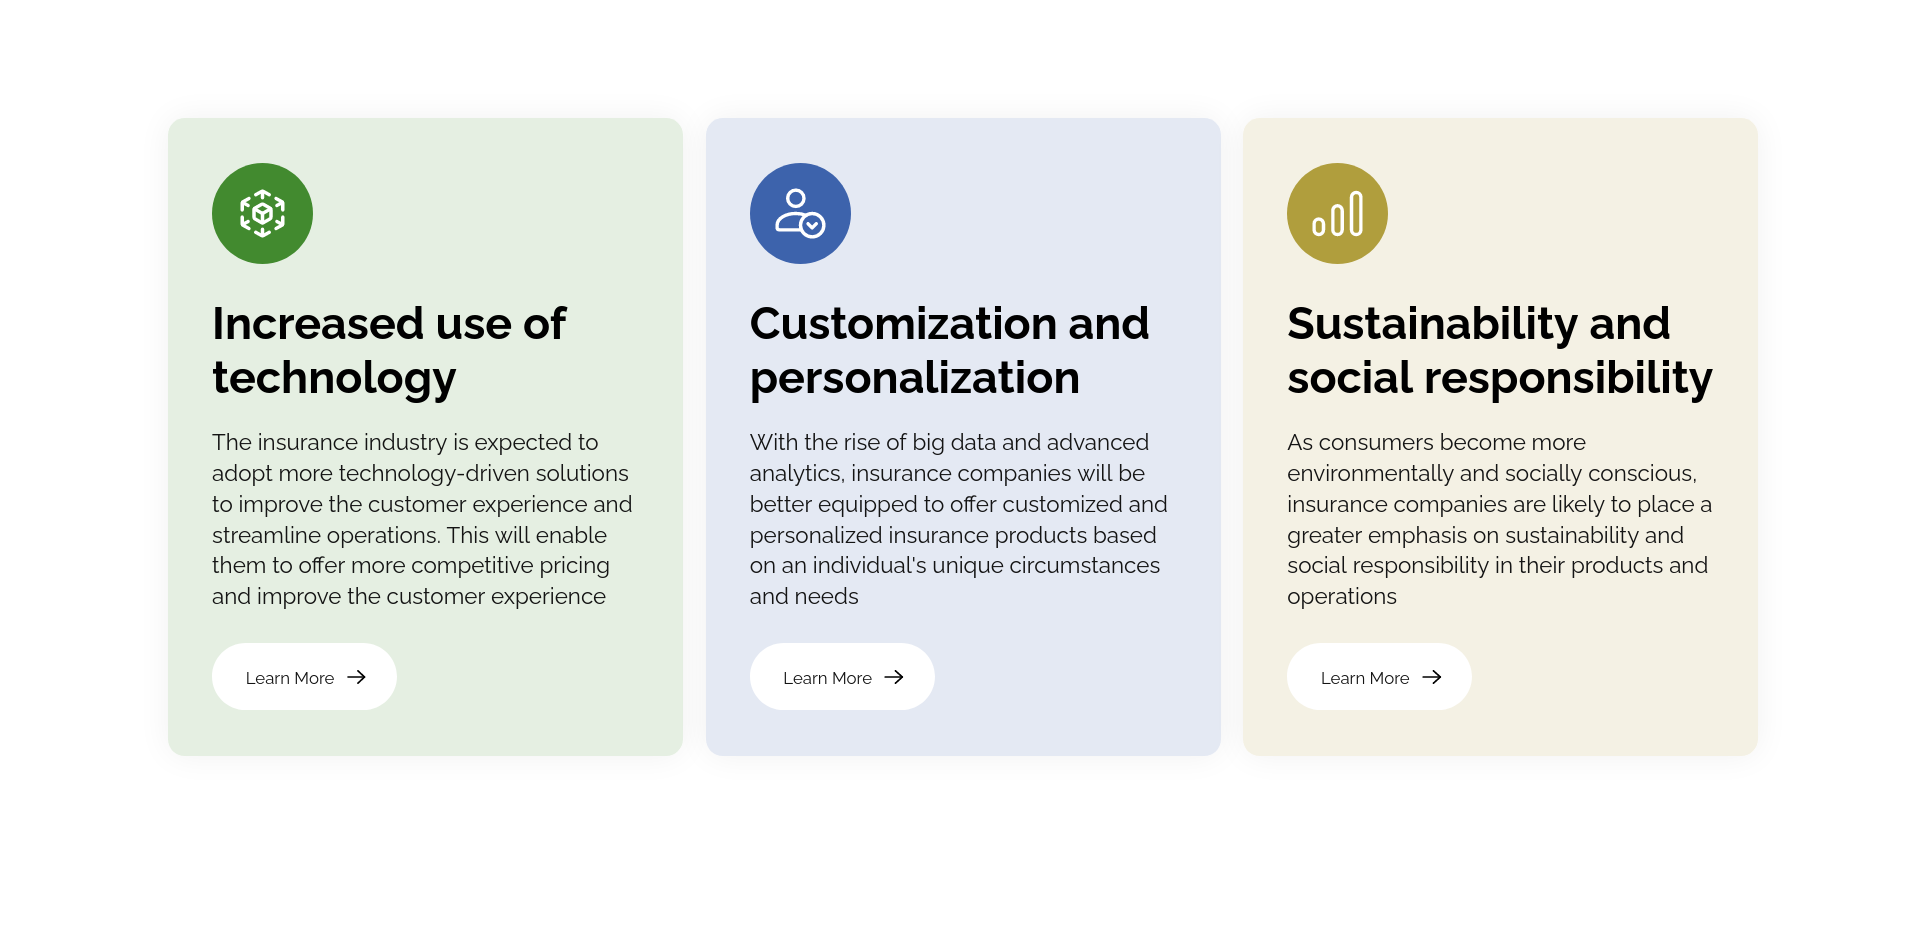 Increased use of
technology
The insurance industry is expected to
adopt more technology-driven solutions
to improve the customer experience and
streamline operations. This will enable
them to offer more competitive pricing
and improve the customer experience
Learn More
Customization and
personalization
With the rise of big data and advanced
analytics, insurance companies will be
better equipped to offer customized and
personalized insurance products based
on an individual's unique circumstances
and needs
Learn More
Sustainability and
social responsibility
As consumers become more
environmentally and socially conscious,
insurance companies are likely to place a
greater emphasis on sustainability and
social responsibility in their products and
operations
Learn More